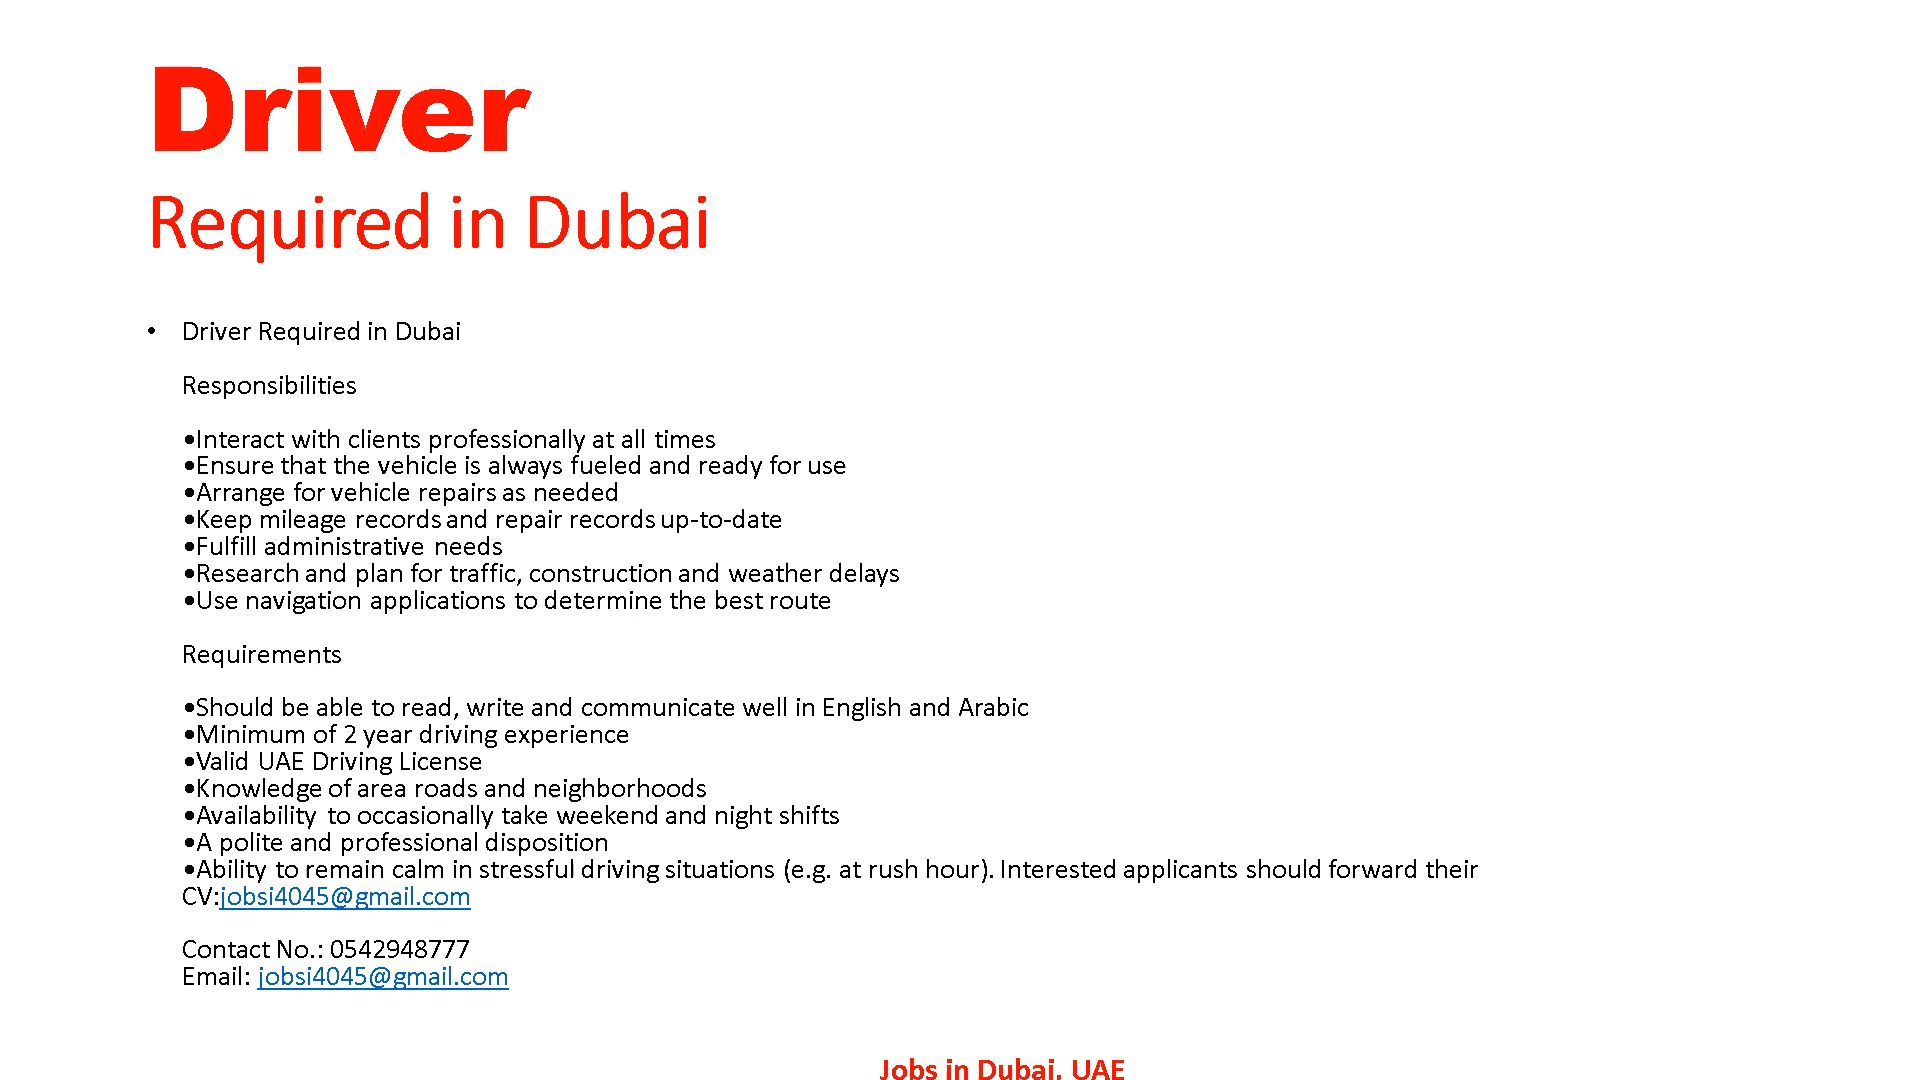 Driver
Required in Dubai
• Driver Required in Dubai
Responsibilities
•Interact with clients professionally at all times
•Ensure that the vehicle is always fueled and ready for use
•Arrange for vehicle repairs as needed
•Keep mileage records and repair records up-to-date
•Fulfill administrative needs
•Research and plan for traffic, construction and weather delays
•Use navigation applications to determine the best route
Requirements
•Should be able to read, write and communicate well in English and Arabic
•Minimum of 2 year driving experience
•Valid UAE Driving License
•Knowledge of area roads and neighborhoods
•Availability to occasionally take weekend and night shifts
•A polite and professional disposition
•Ability to remain calm in stressful driving situations (e.g. at rush hour). Interested applicants should forward their
CV:jobsi4045@gmail.com
Contact No.: 0542948777
Email: jobsi4045@gmail.com
Jobs in Dubai. UAE